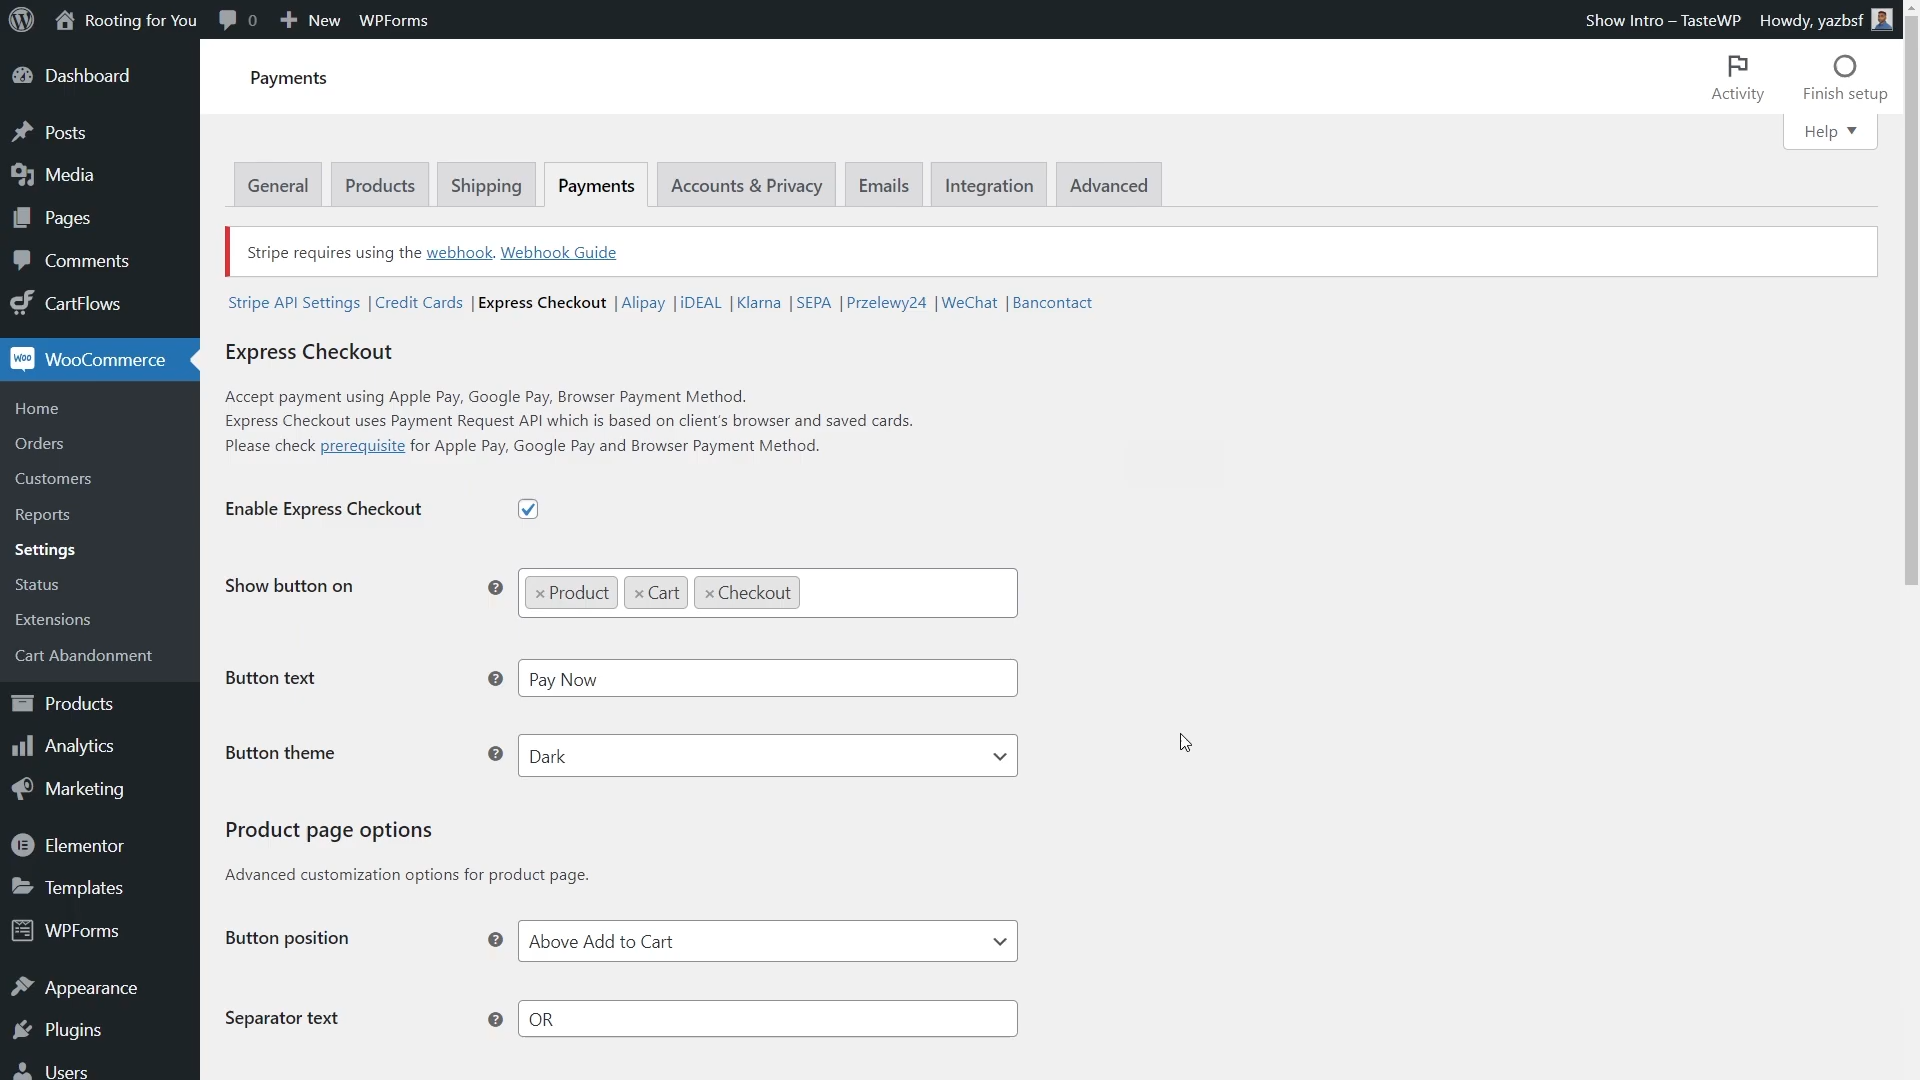 Rooting for You 0 New WPForms Show Intro – TasteWP Howdy, yazbsf
Dashboard
Posts
Media
Pages
Comments
CartFlows
WOO WooCommerce
Home
Orders
Customers
Reports
Settings
Status
Extensions
Cart Abandonment
Products
Analytics
Marketing
Elementor
Templates
WPForms
Appearance
Plugins
Users
Payments
Activity
Finish setup
Help
General Products Shipping Payments Accounts & Privacy Emails Integration Advanced
Stripe requires using the webhook. Webhook Guide
Stripe API Settings | Credit Cards | Express Checkout | Alipay | iDEAL | Klarna | SEPA | Przelewy24 | WeChat | Bancontact
Express Checkout
Accept payment using Apple Pay, Google Pay, Browser Payment Method.
Express Checkout uses Payment Request API which is based on client's browser and saved cards.
Please check prerequisite for Apple Pay, Google Pay and Browser Payment Method.
Enable Express Checkout
Show button on ? × Product × Cart × Checkout
Button text ? Pay Now
Button theme ? Dark
Product page options
Advanced customization options for product page.
Button position ? Above Add to Cart
Separator text ? OR